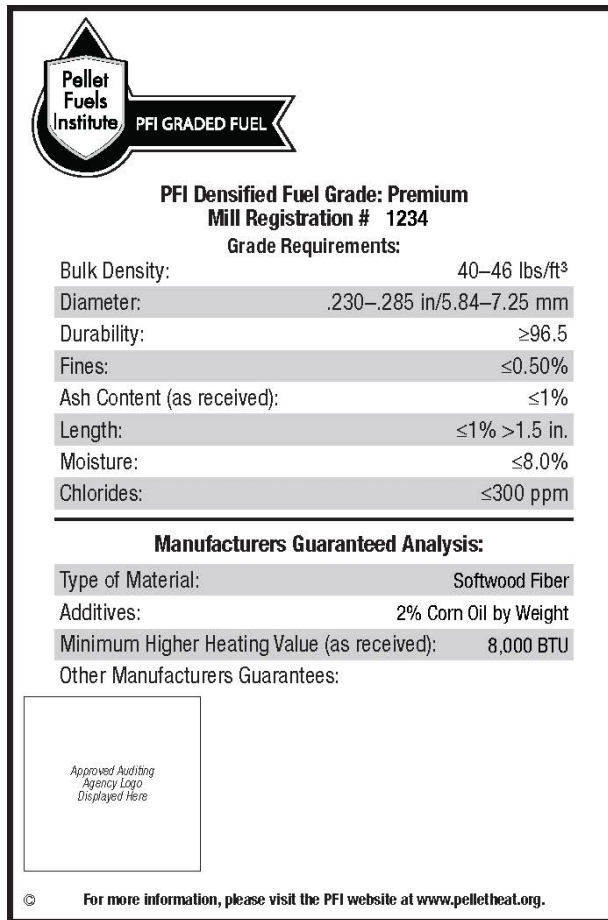 Pellet
Fuels
Institute
PFI GRADED FUEL
PFI Densified Fuel Grade: Premium
Mill Registration # 1234
Grade Requirements:
Bulk Density: 40–46 lbs/ft³
Diameter: .230–.285 in/5.84–7.25 mm
Durability: ≥96.5
Fines: ≤0.50%
Ash Content (as received): ≤1%
Length: ≤1% >1.5 in.
Moisture: ≤8.0%
Chlorides: ≤300 ppm
Manufacturers Guaranteed Analysis:
Type of Material: Softwood Fiber
Additives: 2% Corn Oil by Weight
Minimum Higher Heating Value (as received): 8,000 BTU
Other Manufacturers Guarantees:
Approved Auditing
Agency Logo
Displayed Here
© For more information, please visit the PFI website at www.pelletheat.org.